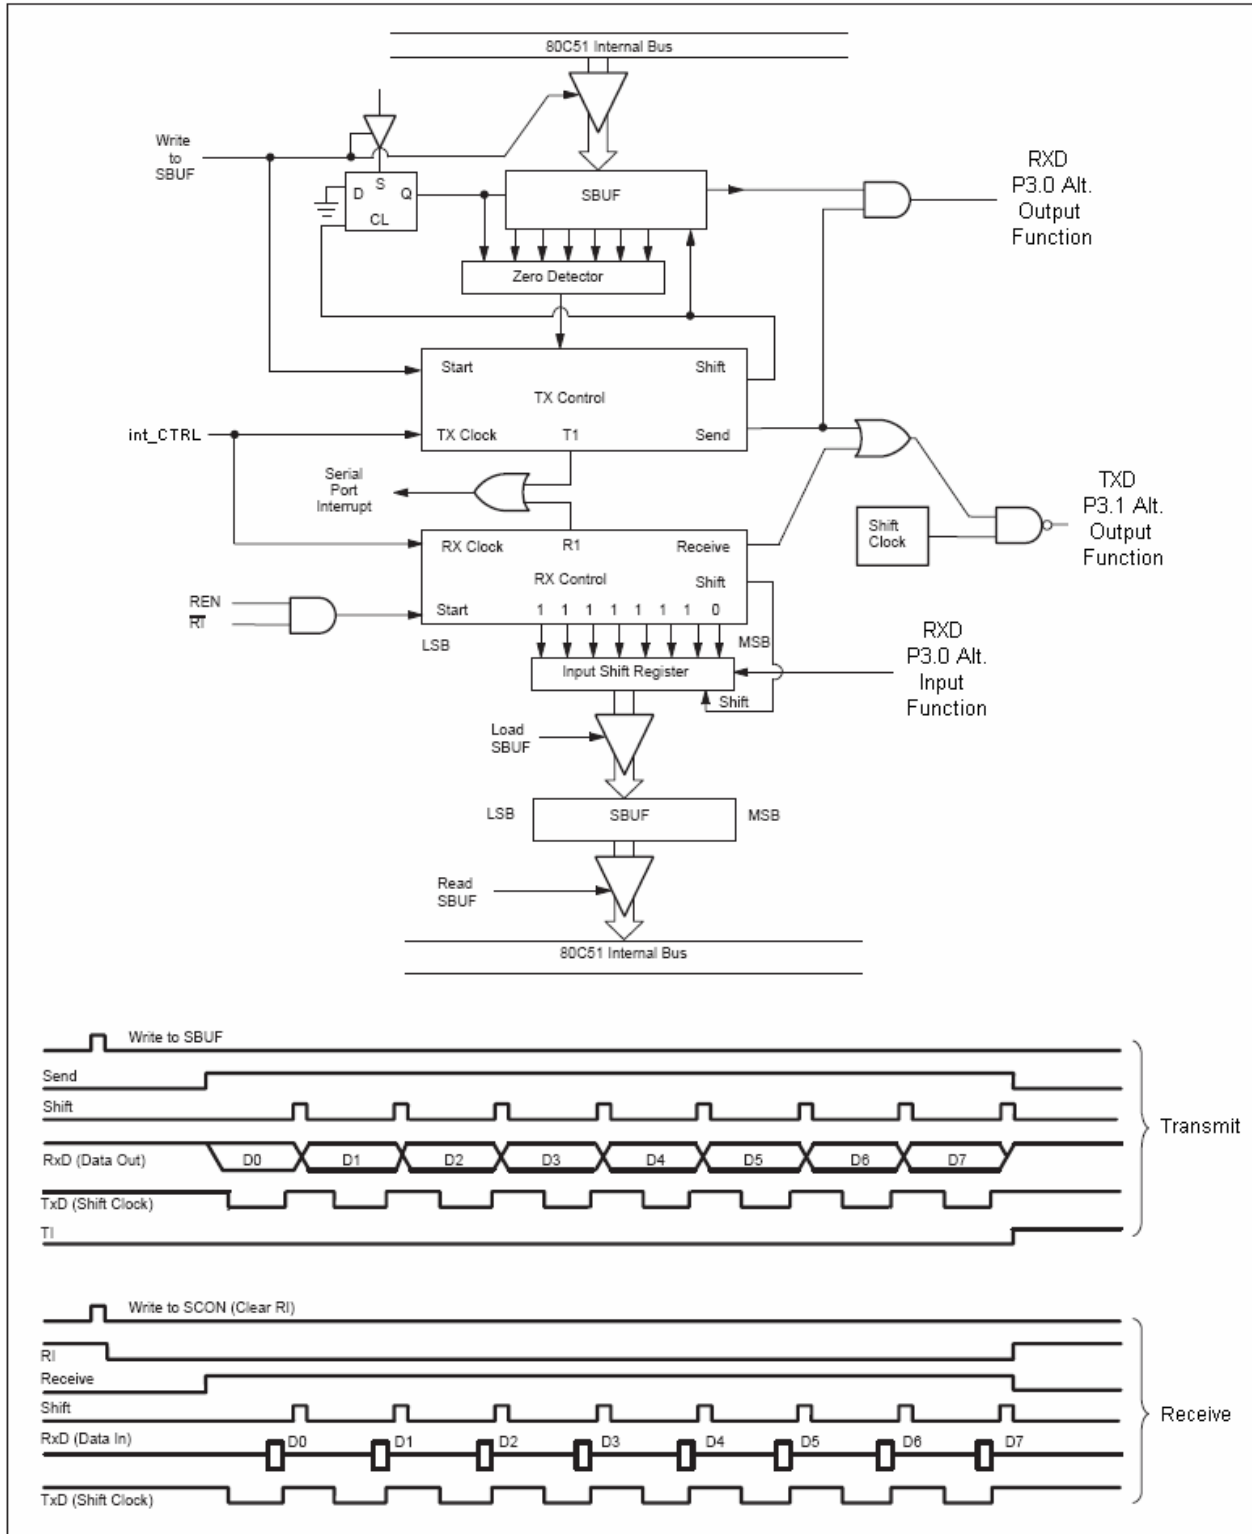 80C51 Internal Bus
Write
to
SBUF
D
S
Q
CL
SBUF
RXD
P3.0 Alt.
Output
Function
Zero Detector
Start
Shift
TX Control
int_CTRL
TX Clock
T1
Send
Serial
Port
Interrupt
TXD
P3.1 Alt.
Output
Function
Shift
Clock
RX Clock
R1
Receive
RX Control
Shift
REN
RI
Start
1 1 1 1 1 1 1 0
LSB
MSB
Input Shift Register
Shift
RXD
P3.0 Alt.
Input
Function
Load
SBUF
LSB
SBUF
MSB
Read
SBUF
80C51 Internal Bus
Write to SBUF
Send
Shift
RxD (Data Out)
D0 D1 D2 D3 D4 D5 D6 D7
TxD (Shift Clock)
TI
Transmit
Write to SCON (Clear RI)
RI
Receive
Shift
RxD (Data In)
D0 D1 D2 D3 D4 D5 D6 D7
TxD (Shift Clock)
Receive